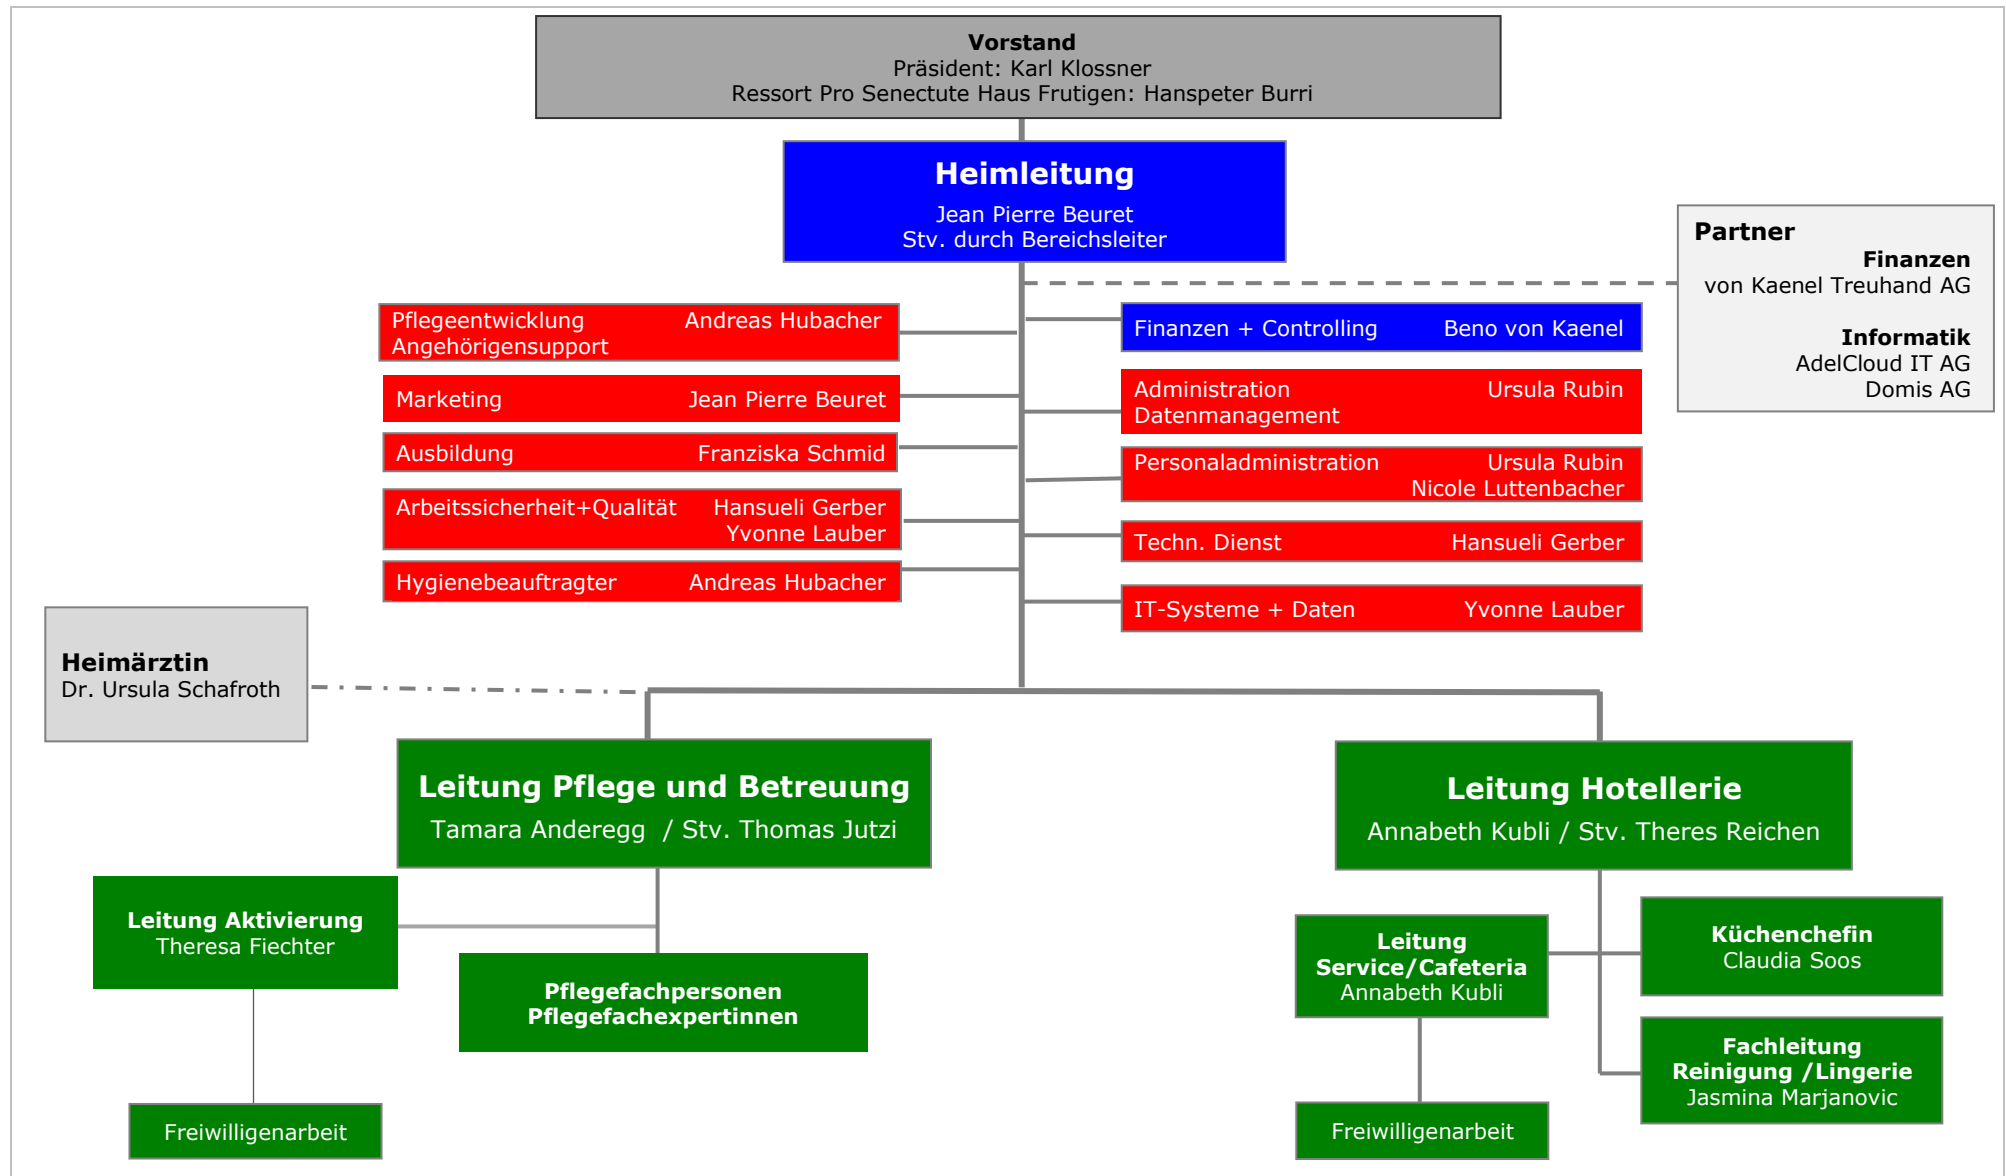 Vorstand
Präsident: Karl Klossner
Ressort Pro Senectute Haus Frutigen: Hanspeter Burri
Heimleitung
Jean Pierre Beuret
Stv. durch Bereichsleiter
Partner
Finanzen
von Kaenel Treuhand AG
Informatik
AdelCloud IT AG
Domis AG
Pflegeentwicklung Andreas Hubacher
Angehörigensupport
Marketing Jean Pierre Beuret
Ausbildung Franziska Schmid
Arbeitssicherheit+Qualität Hansueli Gerber
Yvonne Lauber
Hygienebeauftragter Andreas Hubacher
Finanzen + Controlling Beno von Kaenel
Administration Ursula Rubin
Datenmanagement
Personaladministration Ursula Rubin
Nicole Luttenbacher
Techn. Dienst Hansueli Gerber
IT-Systeme + Daten Yvonne Lauber
Heimärztin
Dr. Ursula Schafroth
Leitung Pflege und Betreuung
Tamara Anderegg / Stv. Thomas Jutzi
Leitung Aktivierung
Theresa Fiechter
Pflegefachpersonen
Pflegefachexpertinnen
Freiwilligenarbeit
Leitung Hotellerie
Annabeth Kubli / Stv. Theres Reichen
Leitung
Service/Cafeteria
Annabeth Kubli
Küchenchefin
Claudia Soos
Fachleitung
Reinigung /Lingerie
Jasmina Marjanovic
Freiwilligenarbeit